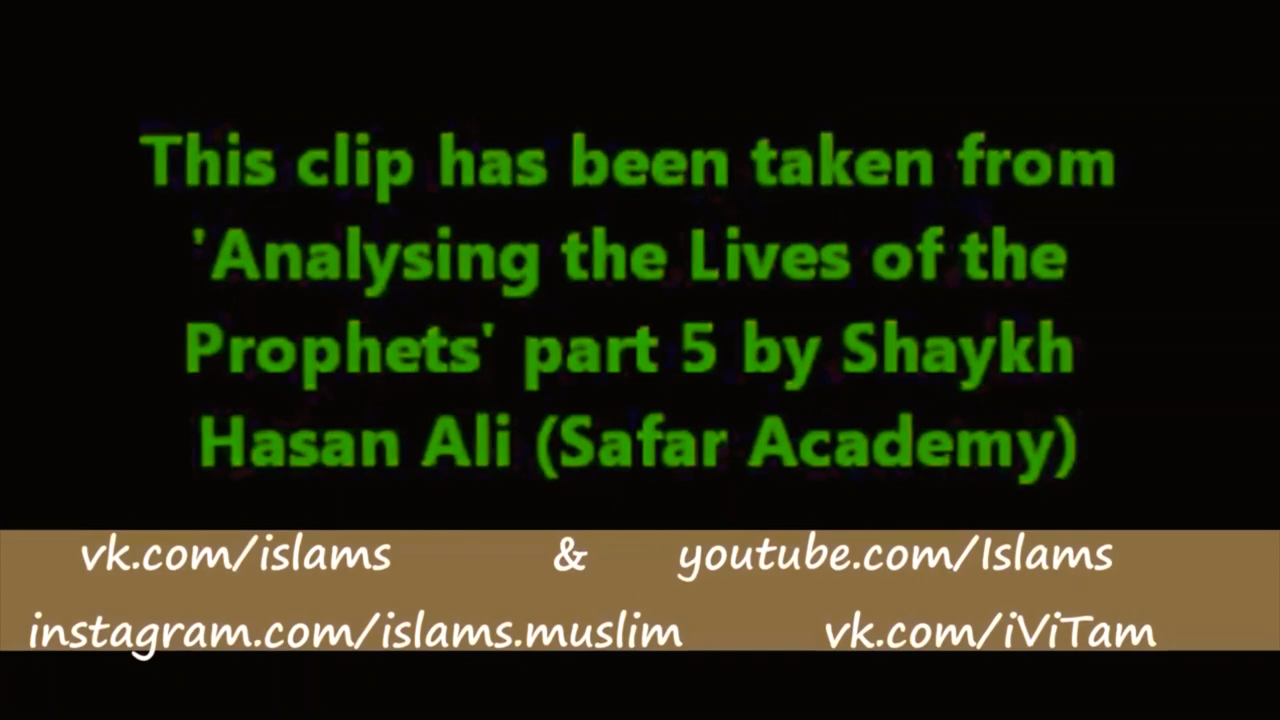 This clip has been taken from
'Analysing the Lives of the
Prophets' part 5 by Shaykh
Hasan Ali (Safar Academy)
vk.com/islams & youtube.com/Islams
instagram.com/islams.muslim vk.com/iViTam